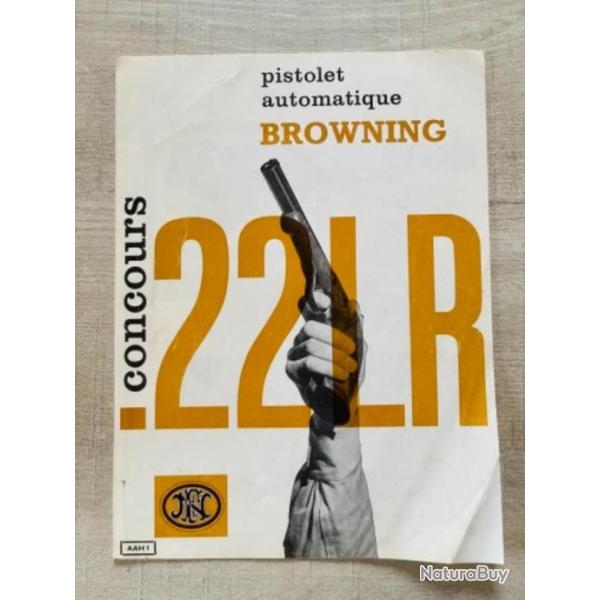 pistolet
automatique
BROWNING
concours
.22LR
FN
AAH 1
NaturaBuy